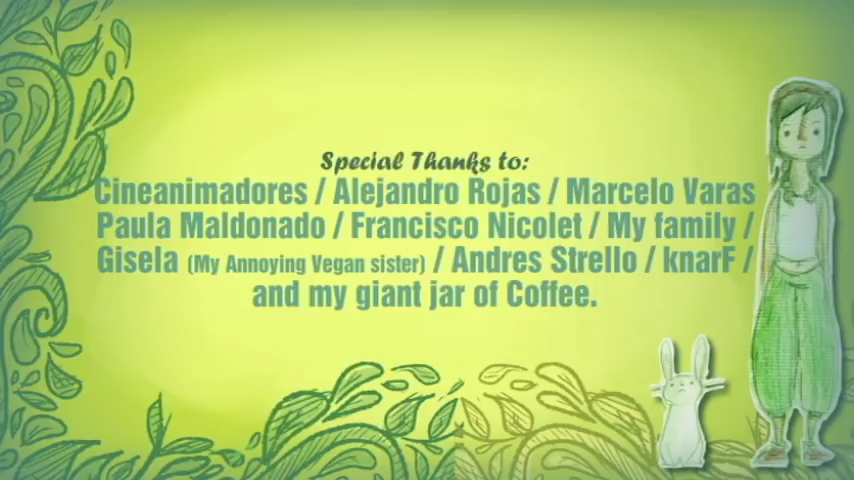 Special Thanks to:
Cineanimadores / Alejandro Rojas / Marcelo Varas
Paula Maldonado / Francisco Nicolet / My family /
Gisela (My Annoying Vegan sister) / Andres Strello / knarF /
and my giant jar of Coffee.